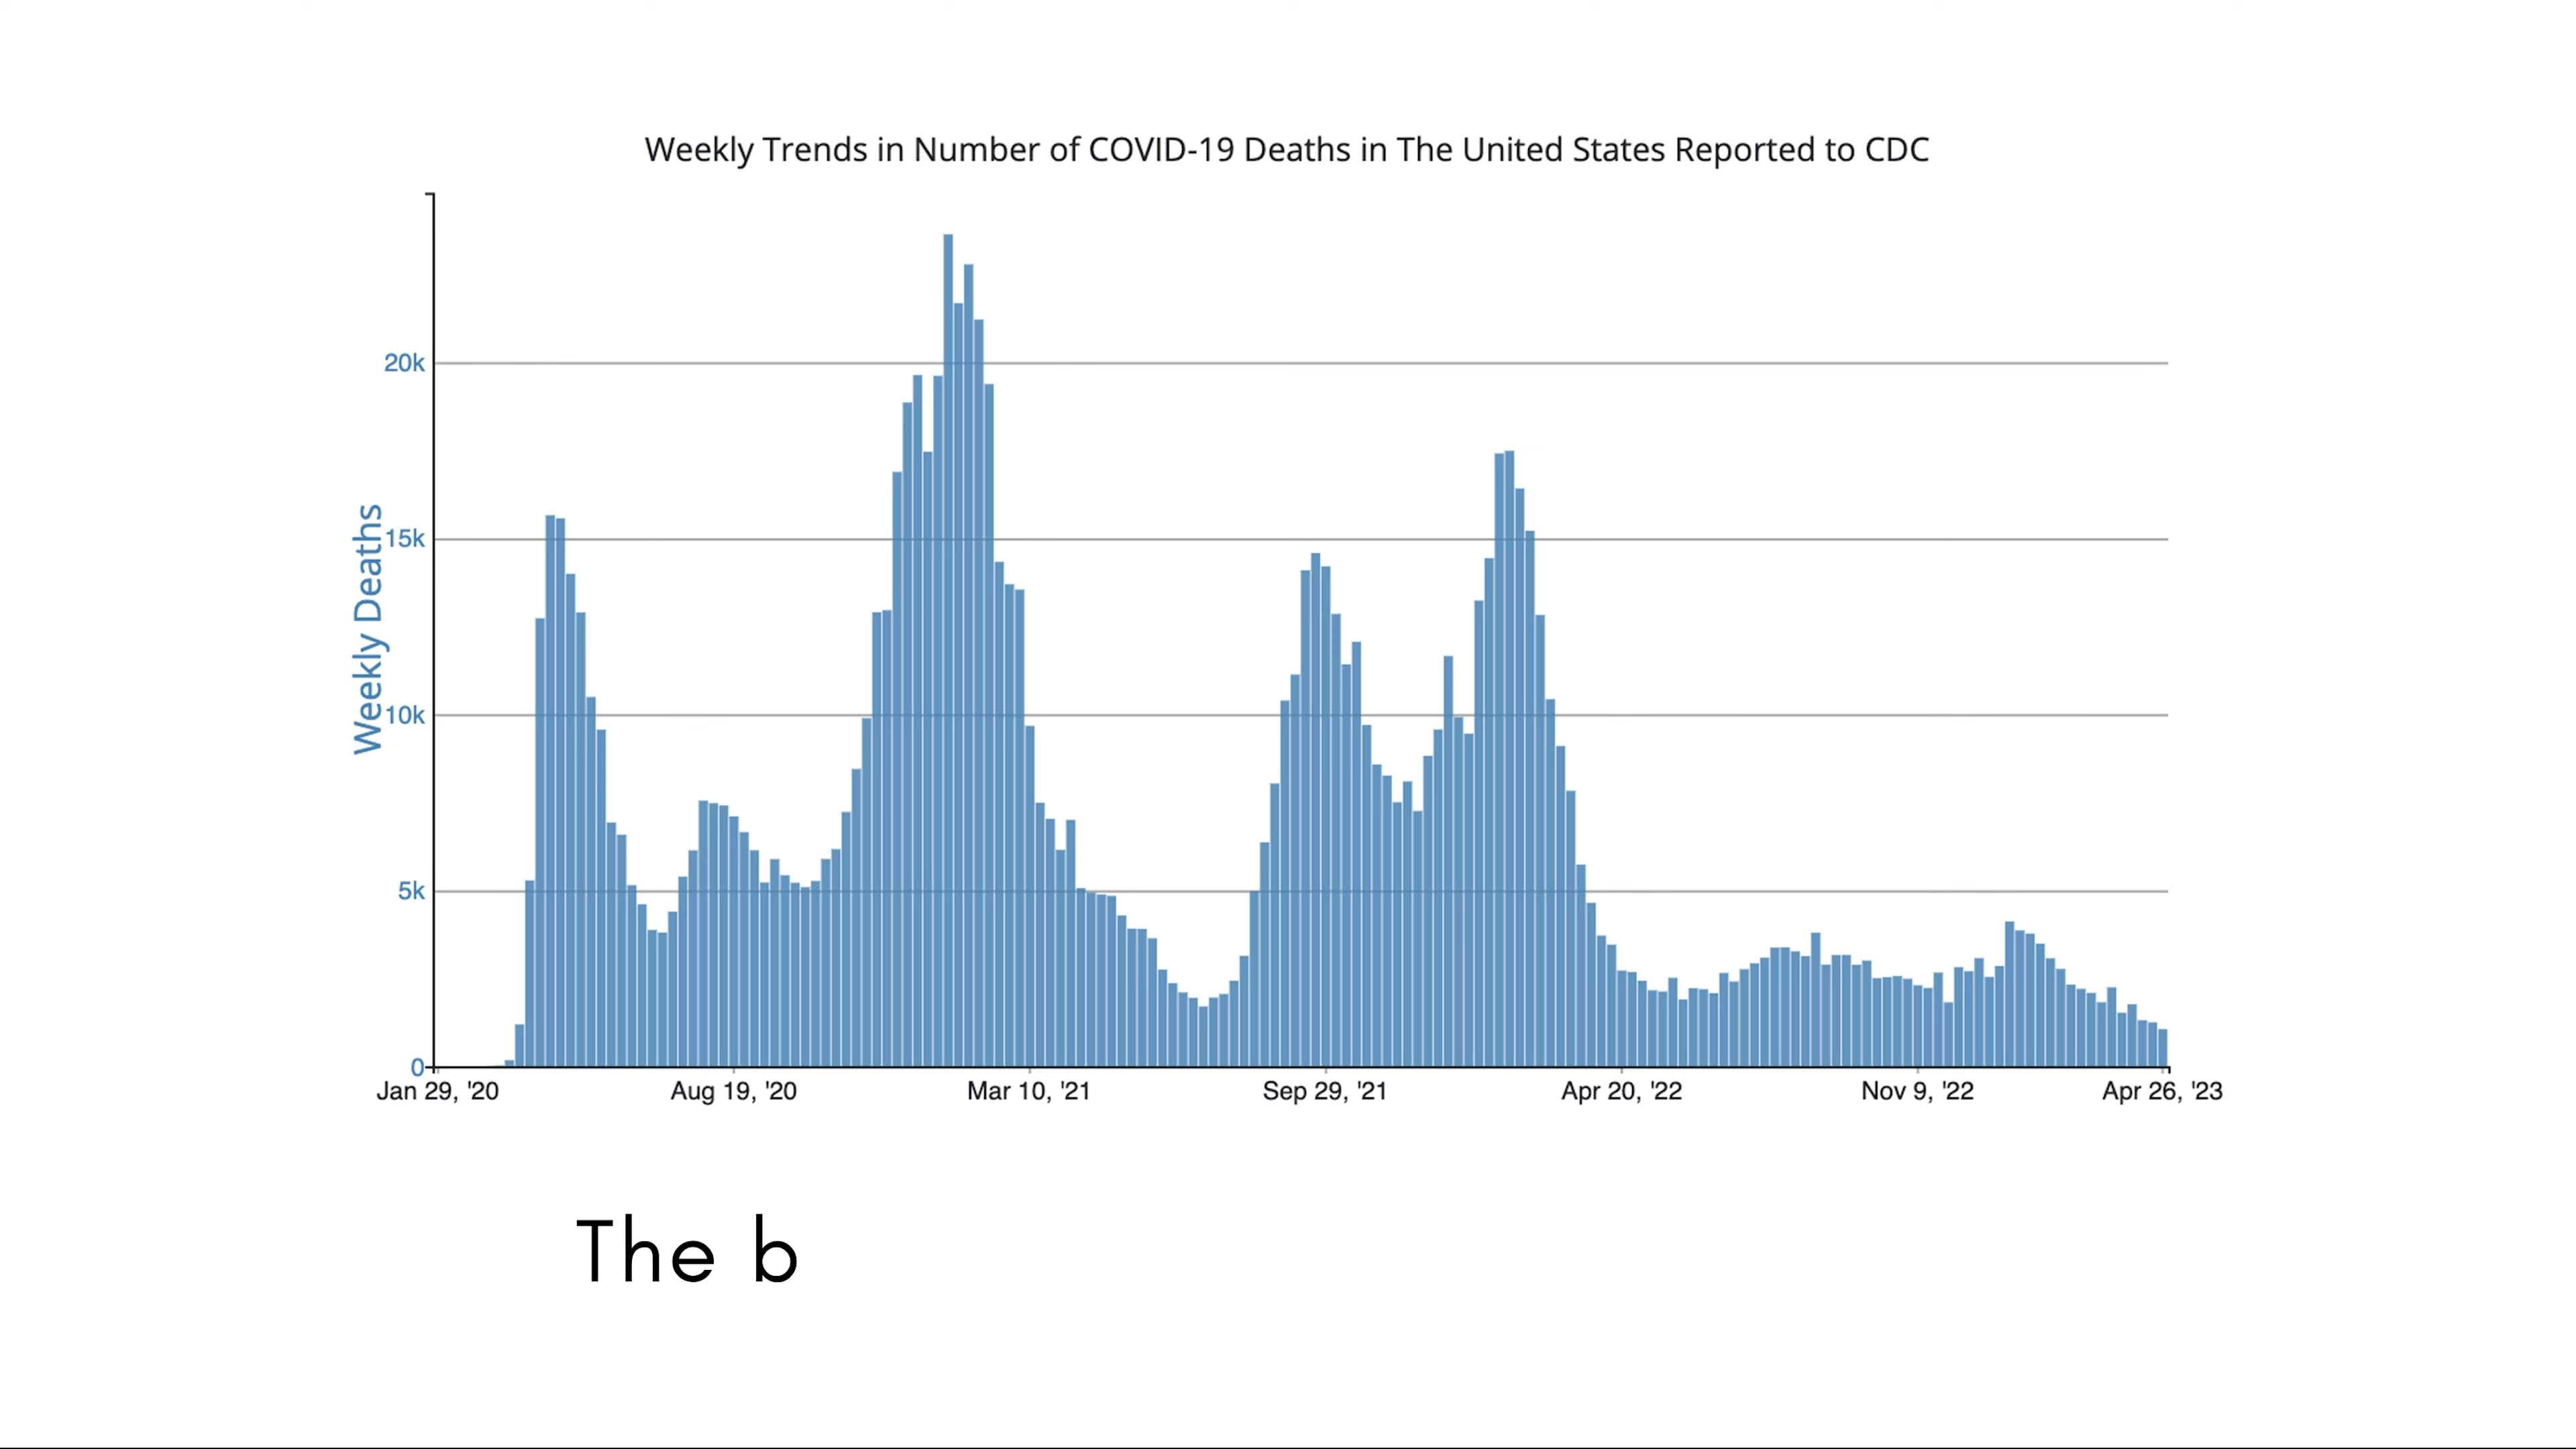 Weekly Trends in Number of COVID-19 Deaths in The United States Reported to CDC
Weekly Deaths
20k
15k
10k
5k
0
Jan 29, '20 Aug 19, '20 Mar 10, '21 Sep 29, '21 Apr 20, '22 Nov 9, '22 Apr 26, '23
The b